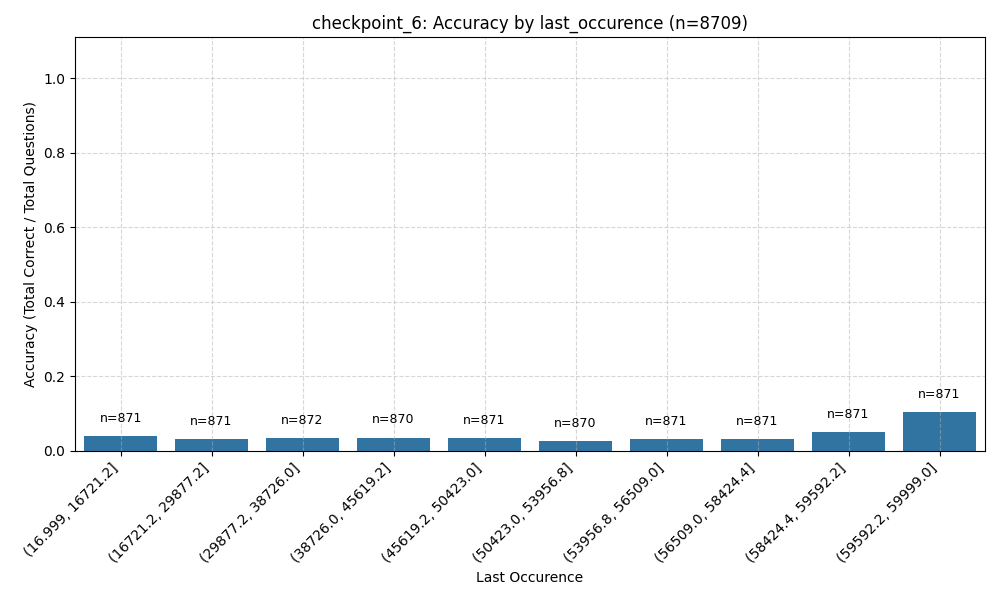 checkpoint_6: Accuracy by last_occurence (n=8709)
Accuracy (Total Correct / Total Questions)
1.0
0.8
0.6
0.4
0.2
0.0
n=871
n=871
n=872
n=870
n=871
n=870
n=871
n=871
n=871
n=871
(16.999, 16721.2]
(16721.2, 29877.2]
(29877.2, 38726.0]
(38726.0, 45619.2]
(45619.2, 50423.0]
(50423.0, 53956.8]
(53956.8, 56509.0]
(56509.0, 58424.4]
(58424.4, 59592.2]
(59592.2, 59999.0]
Last Occurence